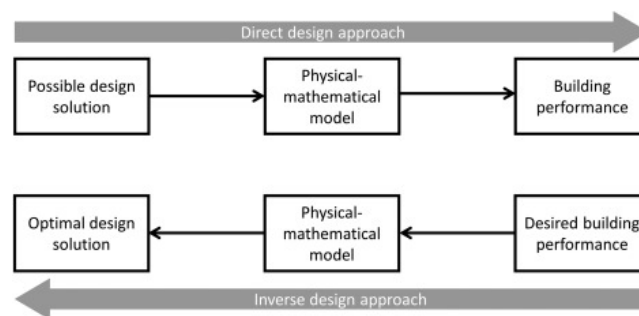 Direct design approach
Possible design
solution
Physical-
mathematical
model
Building
performance
Optimal design
solution
Physical-
mathematical
model
Desired building
performance
Inverse design approach